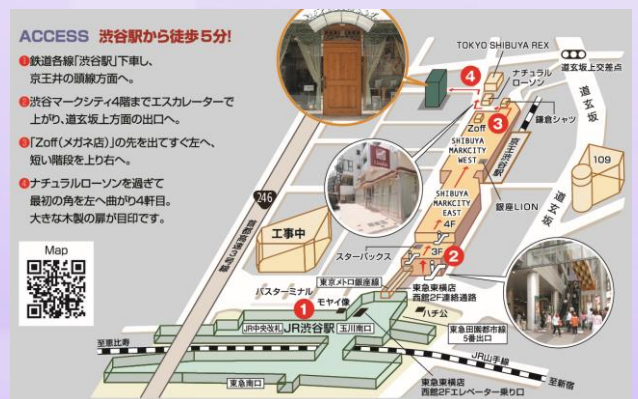 ACCESS 渋谷駅から徒歩5分!
❶鉄道各線「渋谷駅」下車し、
京王井の頭線方面へ。
❷渋谷マークシティ4階までエスカレーターで
上がり、道玄坂上方面の出口へ。
❸「Zoff(メガネ店)」の先を出てすぐ左へ、
短い階段を上り右へ。
❹ナチュラルローソンを過ぎて
最初の角を左へ曲がり4軒目。
大きな木製の扉が目印です。
Map
TOKYO SHIBUYA REX
道玄坂上交差点
ナチュラル
ローソン
4
3
鎌倉シャツ
道玄坂
Zoff
SHIBUYA
MARKCITY
WEST
京王渋谷駅
109
246
首都高速3号線
銀座LION
道玄坂
SHIBUYA
MARKCITY
EAST
4F
工事中
スターバックス
3F
2
東京メトロ銀座線
バスターミナル
モヤイ像
1
東急東横店
西館2F連絡通路
ハチ公
JR中央改札
JR渋谷駅
玉川南口
東急田園都市線
5番出口
至恵比寿
JR山手線
至新宿
東急南口
東急東横店
西館2Fエレベーター乗り口